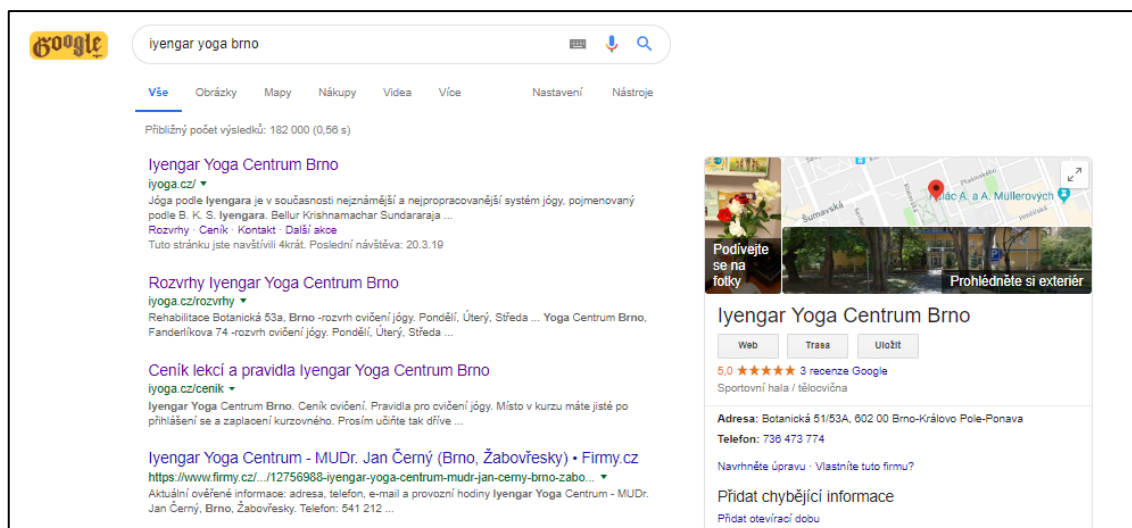 Google
iyengar yoga brno
Vše Obrázky Mapy Nákupy Videa Více Nastavení Nástroje
Přibližný počet výsledků: 182 000 (0,56 s)
Iyengar Yoga Centrum Brno
iyoga.cz/
Jóga podle Iyengara je v současnosti nejznámější a nejpropracovanější systém jógy, pojmenovaný
podle B. K. S. Iyengara. Bellur Krishnamachar Sundararaja ...
Rozvrhy · Ceník · Kontakt · Další akce
Tuto stránku jste navštívili 4krát. Poslední návštěva: 20.3.19
Rozvrhy Iyengar Yoga Centrum Brno
iyoga.cz/rozvrhy
Rehabilitace Botanická 53a, Brno -rozvrh cvičení jógy. Pondělí, Úterý, Středa ... Yoga Centrum Brno,
Fanderlíkova 74 -rozvrh cvičení jógy. Pondělí, Úterý, Středa ...
Ceník lekcí a pravidla Iyengar Yoga Centrum Brno
iyoga.cz/cenik
Iyengar Yoga Centrum Brno. Ceník cvičení. Pravidla pro cvičení jógy. Místo v kurzu máte jisté po
přihlášení se a zaplacení kurzovného. Prosím učiňte tak dříve ...
Iyengar Yoga Centrum - MUDr. Jan Černý (Brno, Žabovřesky) • Firmy.cz
https://www.firmy.cz/.../12756988-iyengar-yoga-centrum-mudr-jan-cerny-brno-zabo...
Aktuální ověřené informace: adresa, telefon, e-mail a provozní hodiny Iyengar Yoga Centrum - MUDr.
Jan Černý, Brno, Žabovřesky. Telefon: 541 212 ...
Šumavská
A. a A. Müllerových
Podívejte
se na
fotky
Prohlédněte si exteriér
Iyengar Yoga Centrum Brno
Web Trasa Uložit
5,0 ★★★★★ 3 recenze Google
Sportovní hala / tělocvična
Adresa: Botanická 51/53A, 602 00 Brno-Královo Pole-Ponava
Telefon: 736 473 774
Navrhněte úpravu · Vlastníte tuto firmu?
Přidat chybějící informace
Přidat otevírací dobu